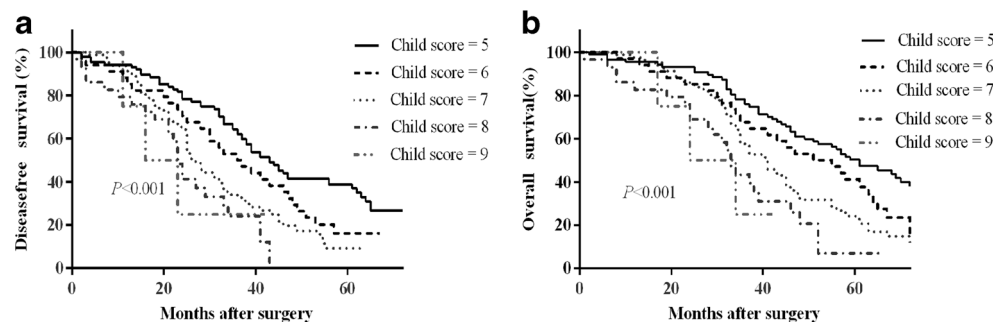 a
Diseasefree survival (%)
100
80
60
40
20
0
0 20 40 60
Months after surgery
P<0.001
Child score = 5
Child score = 6
Child score = 7
Child score = 8
Child score = 9
b
Overall survival(%)
100
80
60
40
20
0
0 20 40 60
Months after surgery
P<0.001
Child score = 5
Child score = 6
Child score = 7
Child score = 8
Child score = 9